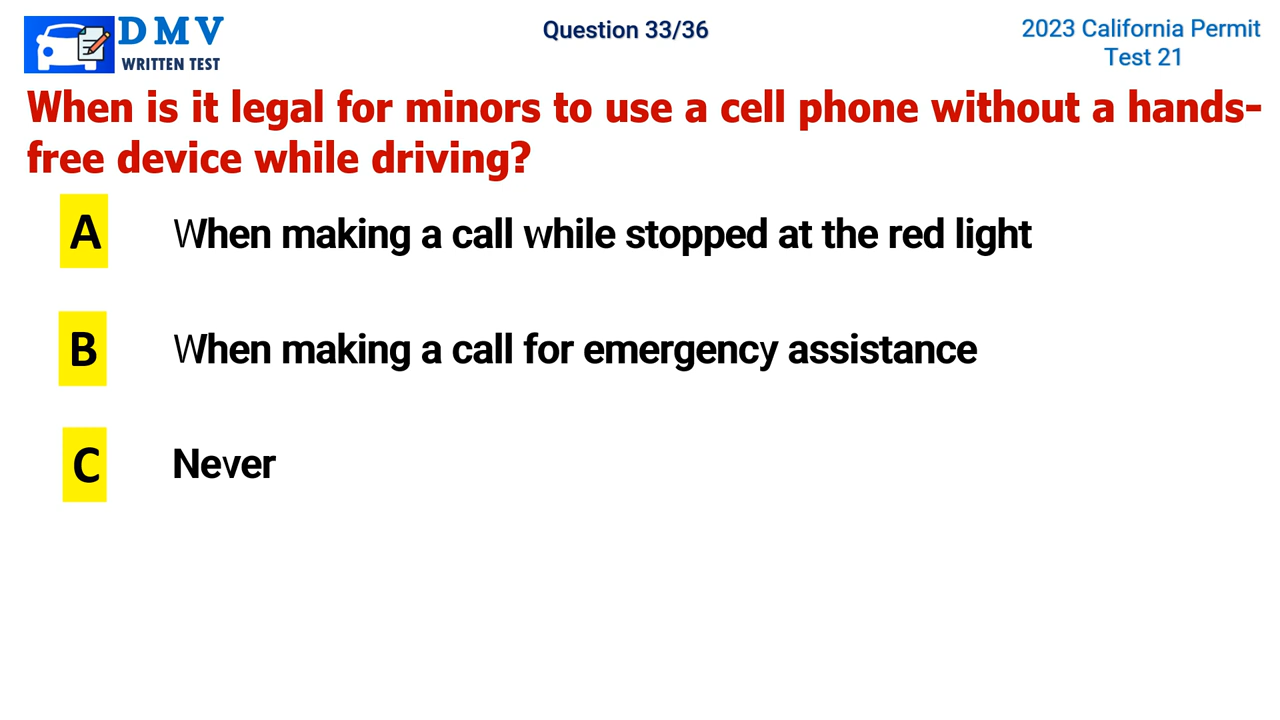 DMV
WRITTEN TEST
Question 33/36
2023 California Permit
Test 21
When is it legal for minors to use a cell phone without a hands-
free device while driving?
A When making a call while stopped at the red light
B When making a call for emergency assistance
C Never